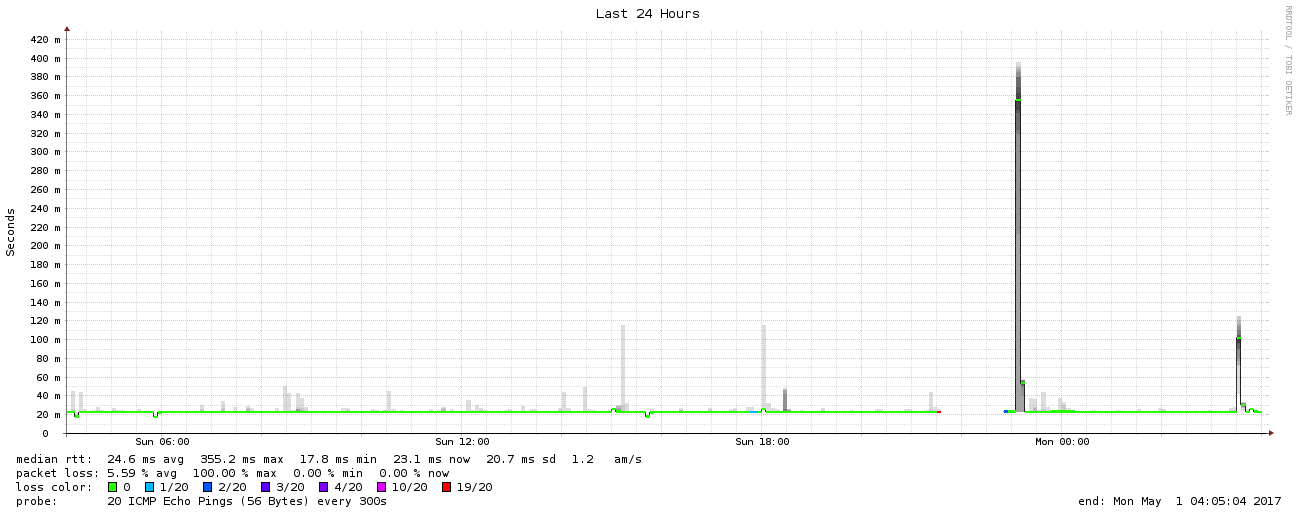 Last 24 Hours
RRDTOOL / TOBI OETIKER
Seconds
420 m
400 m
380 m
360 m
340 m
320 m
300 m
280 m
260 m
240 m
220 m
200 m
180 m
160 m
140 m
120 m
100 m
80 m
60 m
40 m
20 m
0
Sun 06:00 Sun 12:00 Sun 18:00 Mon 00:00
median rtt: 24.6 ms avg 355.2 ms max 17.8 ms min 23.1 ms now 20.7 ms sd 1.2 am/s
packet loss: 5.59 % avg 100.00 % max 0.00 % min 0.00 % now
loss color: 0 1/20 2/20 3/20 4/20 10/20 19/20
probe: 20 ICMP Echo Pings (56 Bytes) every 300s end: Mon May 1 04:05:04 2017